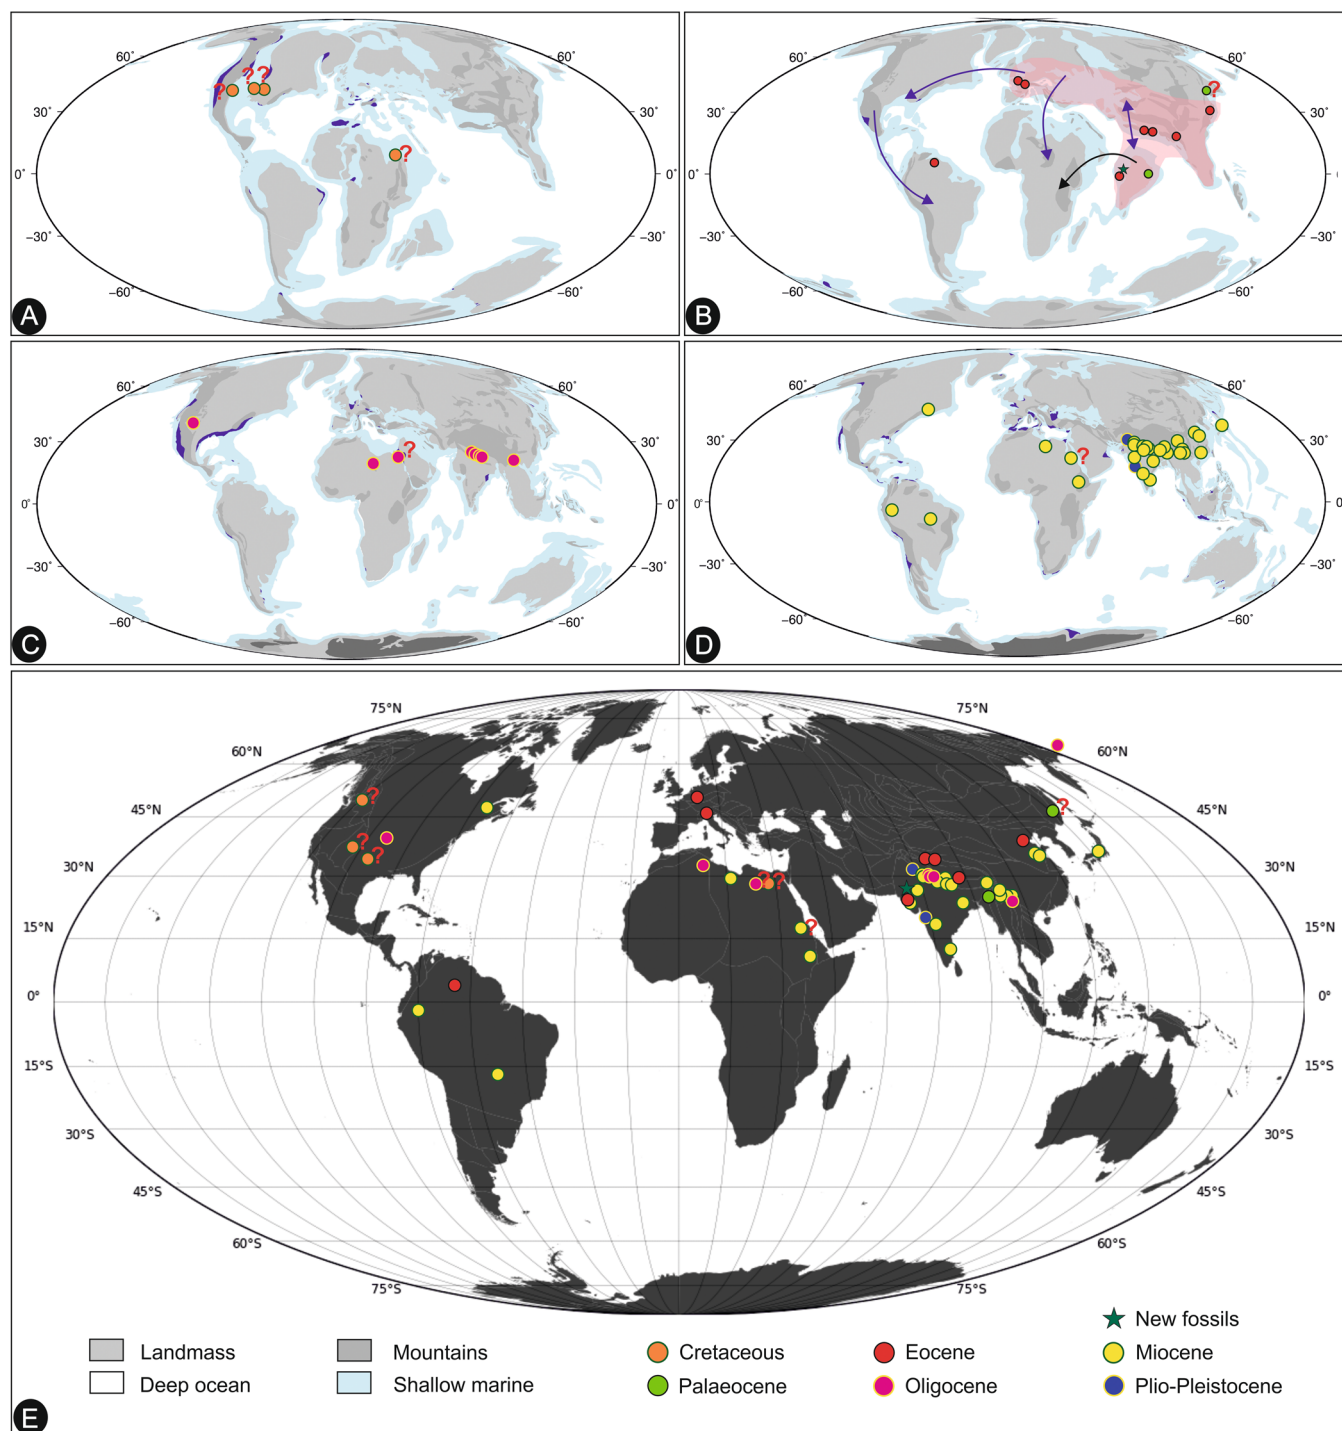 60° 60°
30° 30°
0° 0°
−30° −30°
−60° −60°
? ? ?
?
A
60° 60°
30° 30°
0° 0
−30° −30°
−60° −60°
?
B
60° 60°
30° 30°
0° 0°
−30° −30°
−60° −60°
?
C
60° 60°
30° 30°
0° 0
−30° −30°
−60° −60°
?
D
75°N 75°N
60°N 60°N
45°N 45°N
30°N 30°N
15°N 15°N
0° 0°
15°S 15°S
30°S 30°S
45°S 45°S
60°S 60°S
75°S 75°S
?
?
?
? ?
?
?
New fossils
Landmass Mountains Cretaceous Eocene Miocene
Deep ocean Shallow marine Palaeocene Oligocene Plio-Pleistocene
E